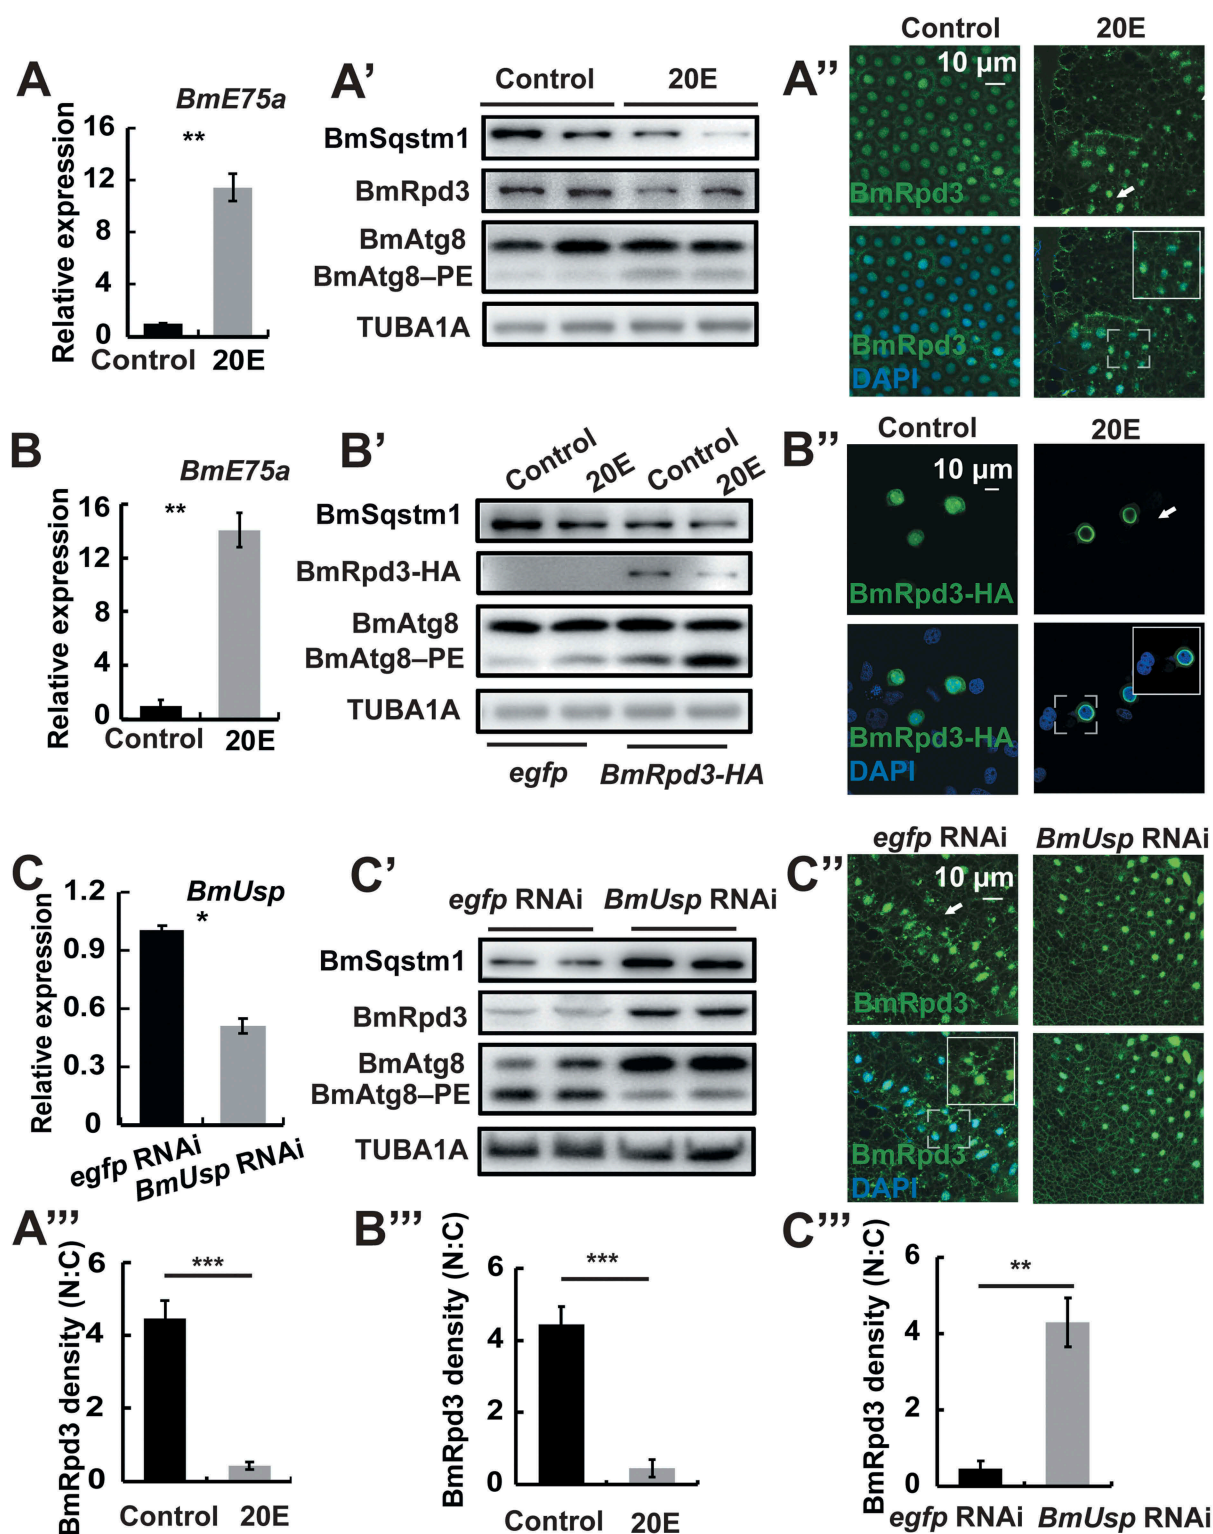 A
BmE75a
Relative expression
**
16
12
8
4
0
Control
20E
A'
Control
20E
BmSqstm1
BmRpd3
BmAtg8
BmAtg8–PE
TUBA1A
A''
Control
20E
10 µm
BmRpd3
BmRpd3
DAPI
B
BmE75a
Relative expression
**
16
12
8
4
0
Control
20E
B'
Control
20E
Control
20E
BmSqstm1
BmRpd3-HA
BmAtg8
BmAtg8–PE
TUBA1A
egfp
BmRpd3-HA
B''
Control
20E
10 µm
BmRpd3-HA
BmRpd3-HA
DAPI
C
BmUsp
Relative expression
*
1.2
0.9
0.6
0.3
0
egfp RNAi
BmUsp RNAi
C'
egfp RNAi
BmUsp RNAi
BmSqstm1
BmRpd3
BmAtg8
BmAtg8–PE
TUBA1A
C''
egfp RNAi
BmUsp RNAi
10 µm
BmRpd3
BmRpd3
DAPI
A'''
BmRpd3 density (N:C)
***
6
4
2
0
Control
20E
B'''
BmRpd3 density (N:C)
***
6
4
2
0
Control
20E
C'''
BmRpd3 density (N:C)
**
6
4
2
0
egfp RNAi
BmUsp RNAi